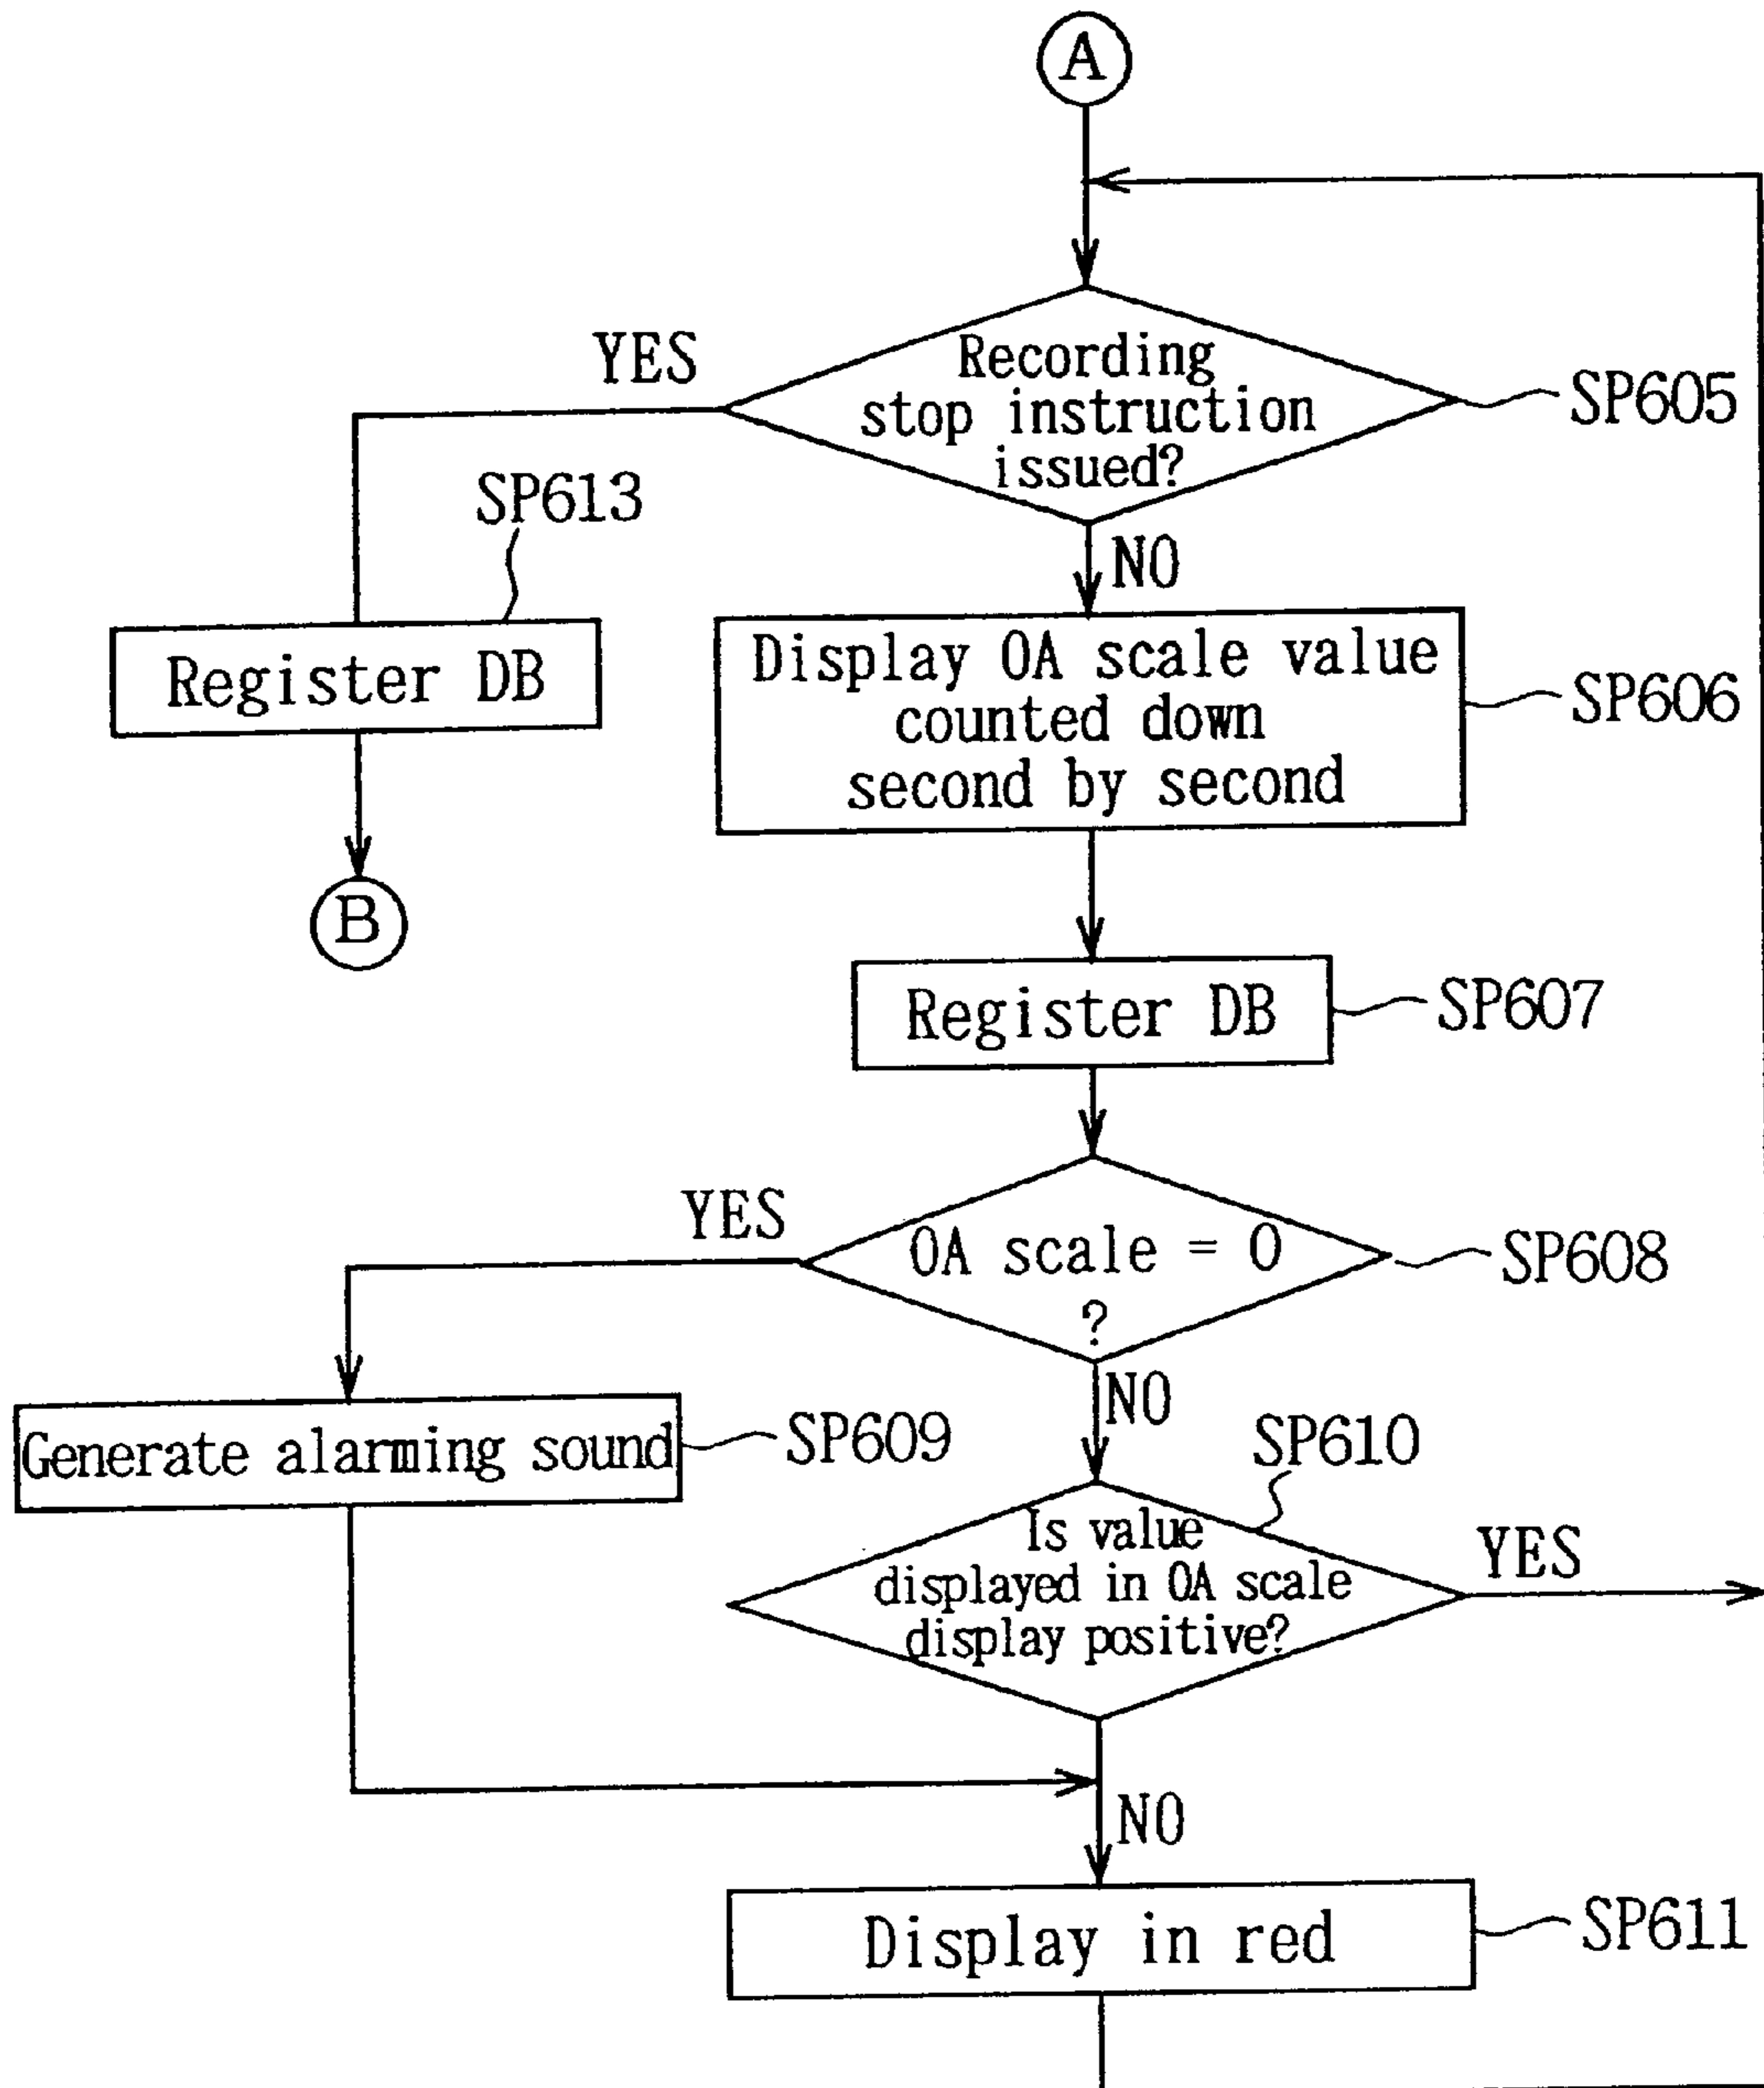 A
YES
Recording
stop instruction
issued?
SP605
SP613
NO
Register DB
Display OA scale value
counted down
second by second
SP606
B
Register DB
SP607
YES
OA scale = 0
?
SP608
NO
Generate alarming sound
SP609
SP610
Is value
displayed in OA scale
display positive?
YES
NO
Display in red
SP611